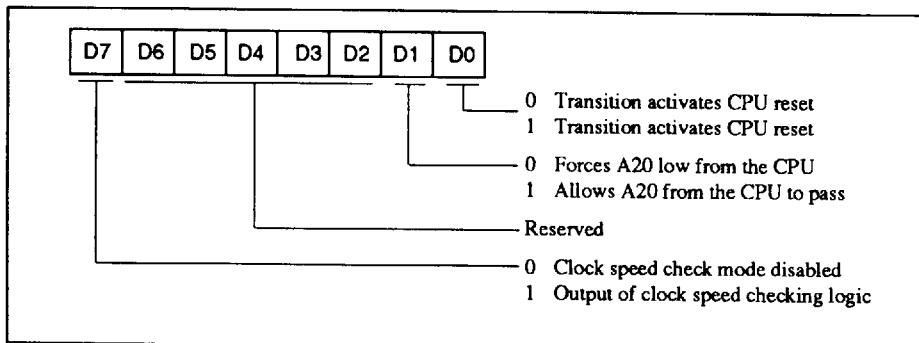 D7 D6 D5 D4 D3 D2 D1 D0
0 Transition activates CPU reset
1 Transition activates CPU reset
0 Forces A20 low from the CPU
1 Allows A20 from the CPU to pass
Reserved
0 Clock speed check mode disabled
1 Output of clock speed checking logic